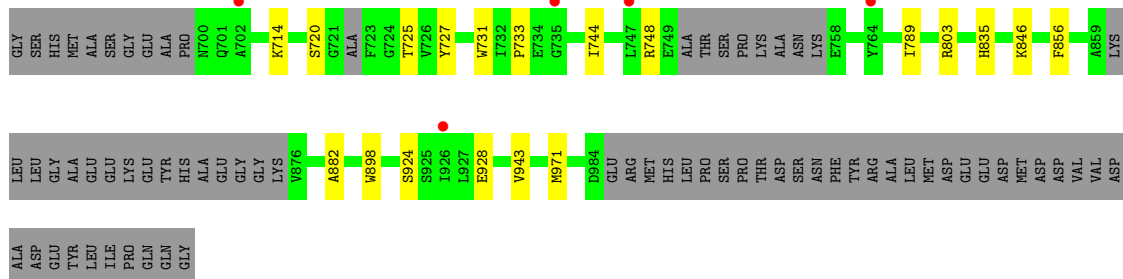 GLY SER HIS MET ALA SER GLY GLU ALA PRO N700 Q701 A702 K714 S720 G721 ALA F723 G724 T725 V726 Y727 W731 I732 P733 E734 G735 I744 L747 R748 E749 ALA THR SER PRO LYS ALA ASN LYS E758 Y764 I789 R803 H835 K846 F856 A859 LYS
LEU LEU GLY ALA GLU GLU LYS GLU TYR HIS ALA GLU GLY GLY LYS V876 A882 W898 S924 S925 I926 L927 E928 V943 M971 D984 GLU ARG MET HIS LEU PRO SER PRO THR ASP SER ASN PHE TYR ARG ALA LEU MET ASP GLU GLU ASP MET ASP ASP VAL VAL ASP
ALA ASP GLU TYR LEU ILE PRO GLN GLN GLY